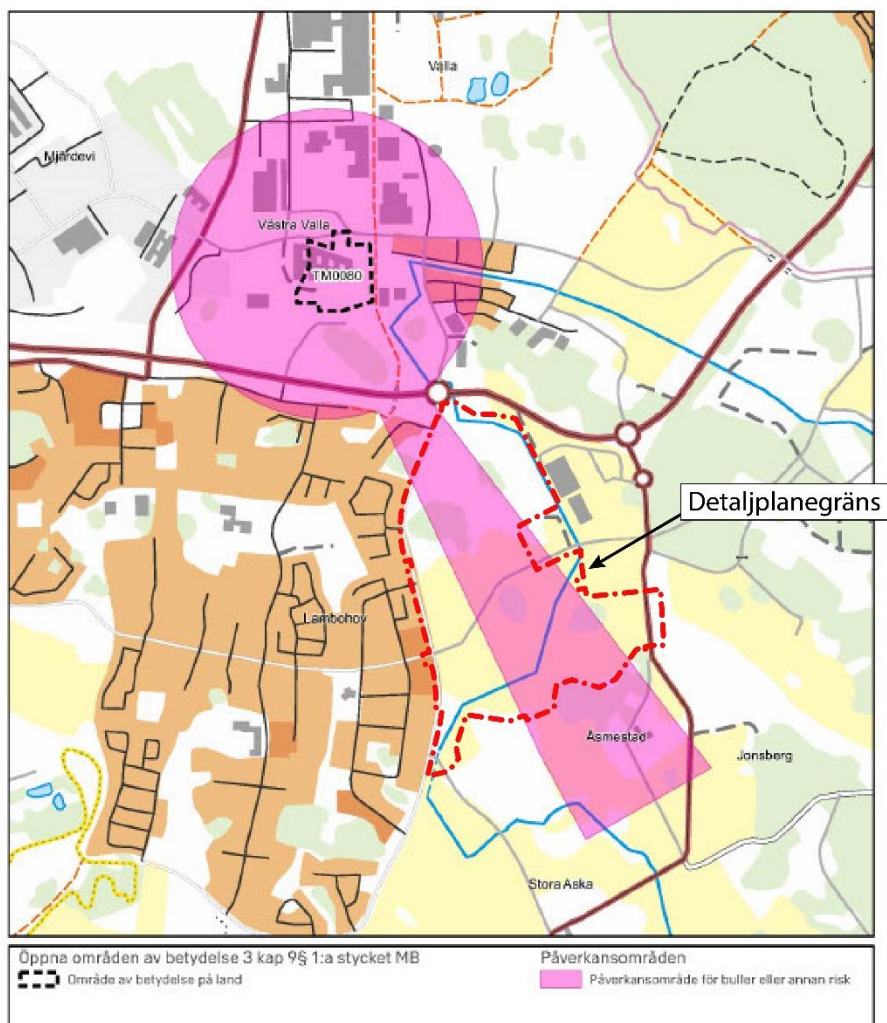 Valla
Mjärdevi
Västra Valla
TM0080
Detaljplanegräns
Lambohov
Åsmestad
Jonsberg
Stora Aska
Öppna områden av betydelse 3 kap 9§ 1:a stycket MB
Område av betydelse på land
Påverkansområden
Påverkansområde för buller eller annan risk